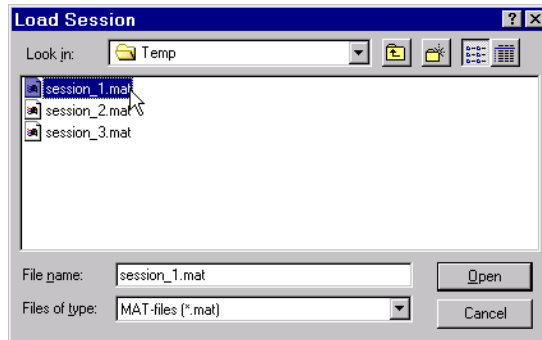 Load Session
Look in: Temp
session_1.mat
session_2.mat
session_3.mat
File name: session_1.mat Open
Files of type: MAT-files (*.mat) Cancel